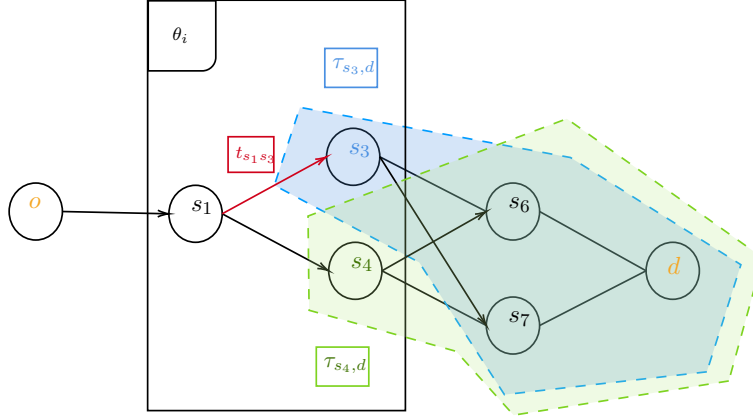 θ_i
τ_{s_3,d}
t_{s_1 s_3}
s_3
o
s_1
s_6
s_4
d
s_7
τ_{s_4,d}